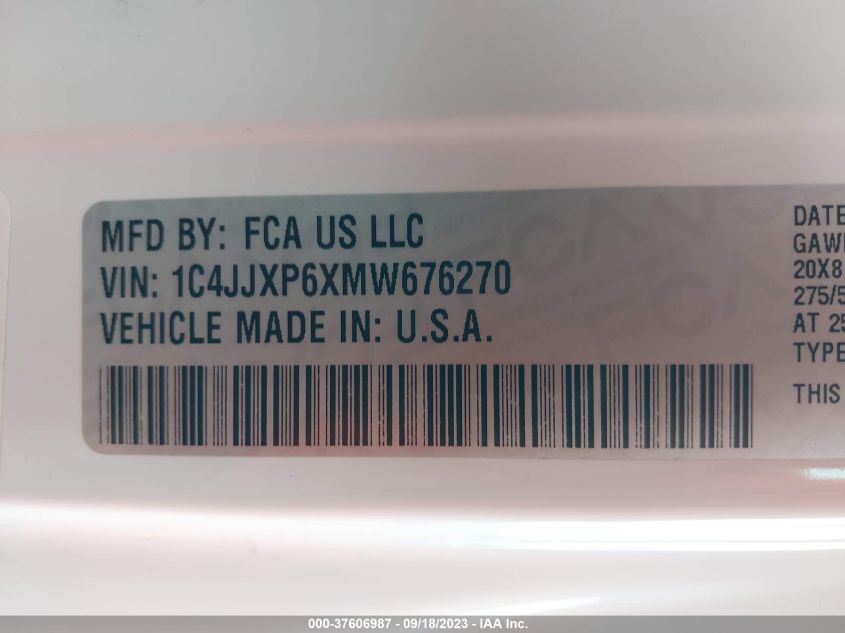 MFD BY: FCA US LLC
VIN: 1C4JJXP6XMW676270
VEHICLE MADE IN: U.S.A.
DATE
GAW
20X8
275/5
AT 25
TYPE
THIS
000-37606987 - 09/18/2023 - IAA Inc.